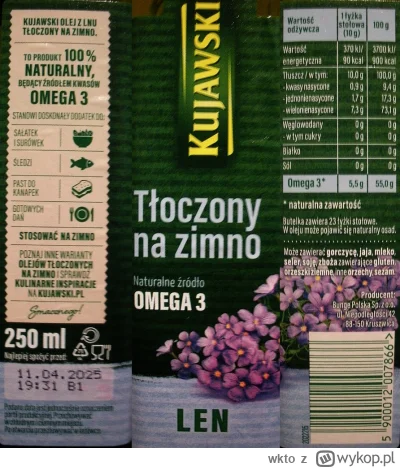 KUJAWSKI OLEJ Z LNU
TŁOCZONY NA ZIMNO.
TO PRODUKT 100%
NATURALNY,
BĘDĄCY ŹRÓDŁEM KWASÓW
OMEGA 3
STANOWI DOSKONAŁY DODATEK DO:
SAŁATEK
I SURÓWEK
ŚLEDZI
PAST DO
KANAPEK
GOTOWYCH
DAŃ
STOSOWAĆ NA ZIMNO
POZNAJ INNE WARIANTY
OLEJÓW TŁOCZONYCH
NA ZIMNO I SPRAWDŹ
KULINARNE INSPIRACJE
NA KUJAWSKI.PL
Smacznego!
250 ml
Najlepiej spożyć przed:
11.04.2025
19:31 B1
KUJAWSKI
Tłoczony
na zimno
Naturalne źródło
OMEGA 3
LEN
Wartość odżywcza 1 łyżka stołowa (10 g) 100 g
Wartość 370 kJ/ 3700 kJ/
energetyczna 90 kcal 900 kcal
Tłuszcz / w tym: 10,0 g 100,0 g
- kwasy nasycone 0,9 g 9,4 g
- jednonienasycone 1,7 g 17,3 g
- wielonienasycone 7,3 g 73,1 g
Węglowodany 0 g 0 g
- w tym cukry 0 g 0 g
Białko 0 g 0 g
Sól 0 g 0 g
Omega 3* 5,5 g 55,0 g
* naturalna zawartość
Butelka zawiera 23 łyżki stołowe.
W oleju może pojawić się naturalny osad.
Może zawierać gorczycę, jaja, mleko,
seler, soję, zboża zawierające gluten,
orzeszki ziemne, inne orzechy, sezam.
Producent:
Bunge Polska Sp. z o.o.
ul. Niepodległości 42
88-150 Kruszwica
5 900012 007866 >
wkto z wykop.pl